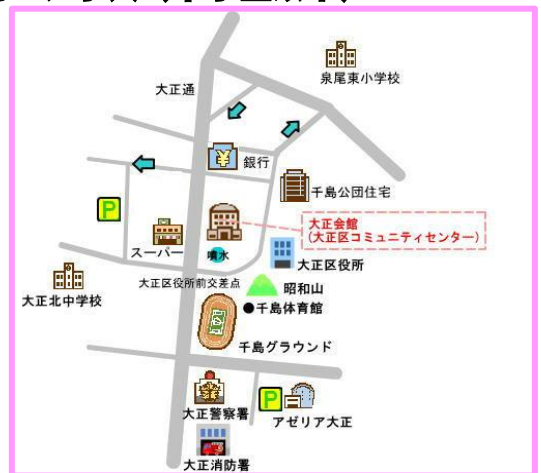 泉尾東小学校
大正通
¥
銀行
千島公団住宅
P
大正会館
(大正区コミュニティセンター)
スーパー
噴水
大正区役所
大正区役所前交差点
昭和山
大正北中学校
●千島体育館
千島グラウンド
P
大正警察署
アゼリア大正
大正消防署